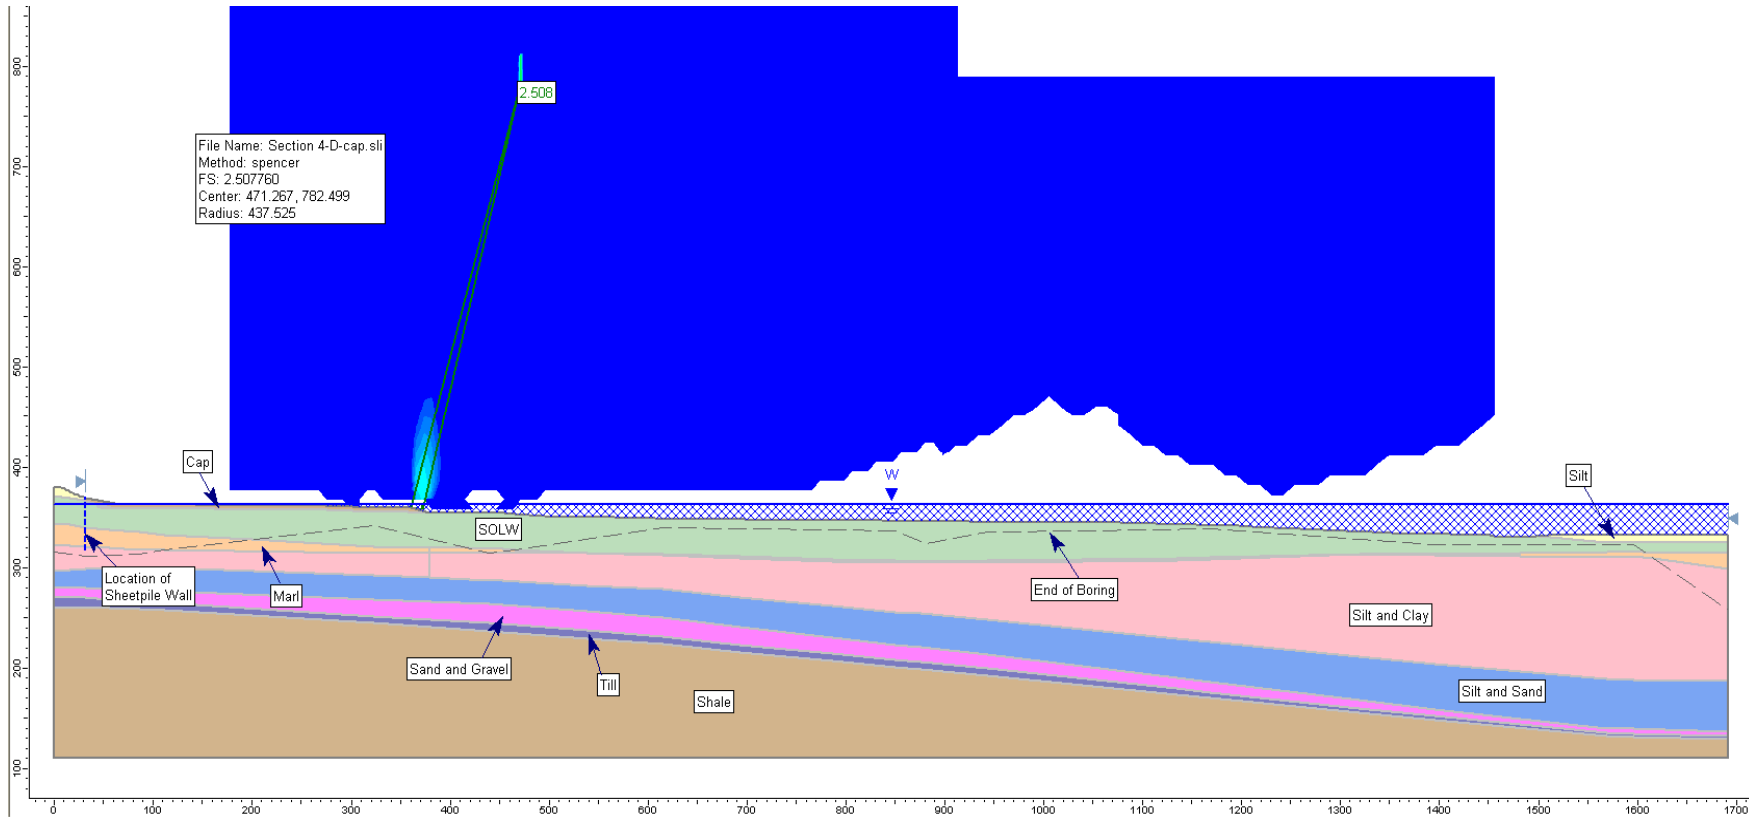 800
700
600
500
400
300
200
100
2.508
File Name: Section 4-D-cap.sli
Method: spencer
FS: 2.507760
Center: 471.267, 782.499
Radius: 437.525
Cap
W
Silt
SOLW
Location of
Sheetpile Wall
Marl
End of Boring
Silt and Clay
Sand and Gravel
Till
Shale
Silt and Sand
0 100 200 300 400 500 600 700 800 900 1000 1100 1200 1300 1400 1500 1600 1700